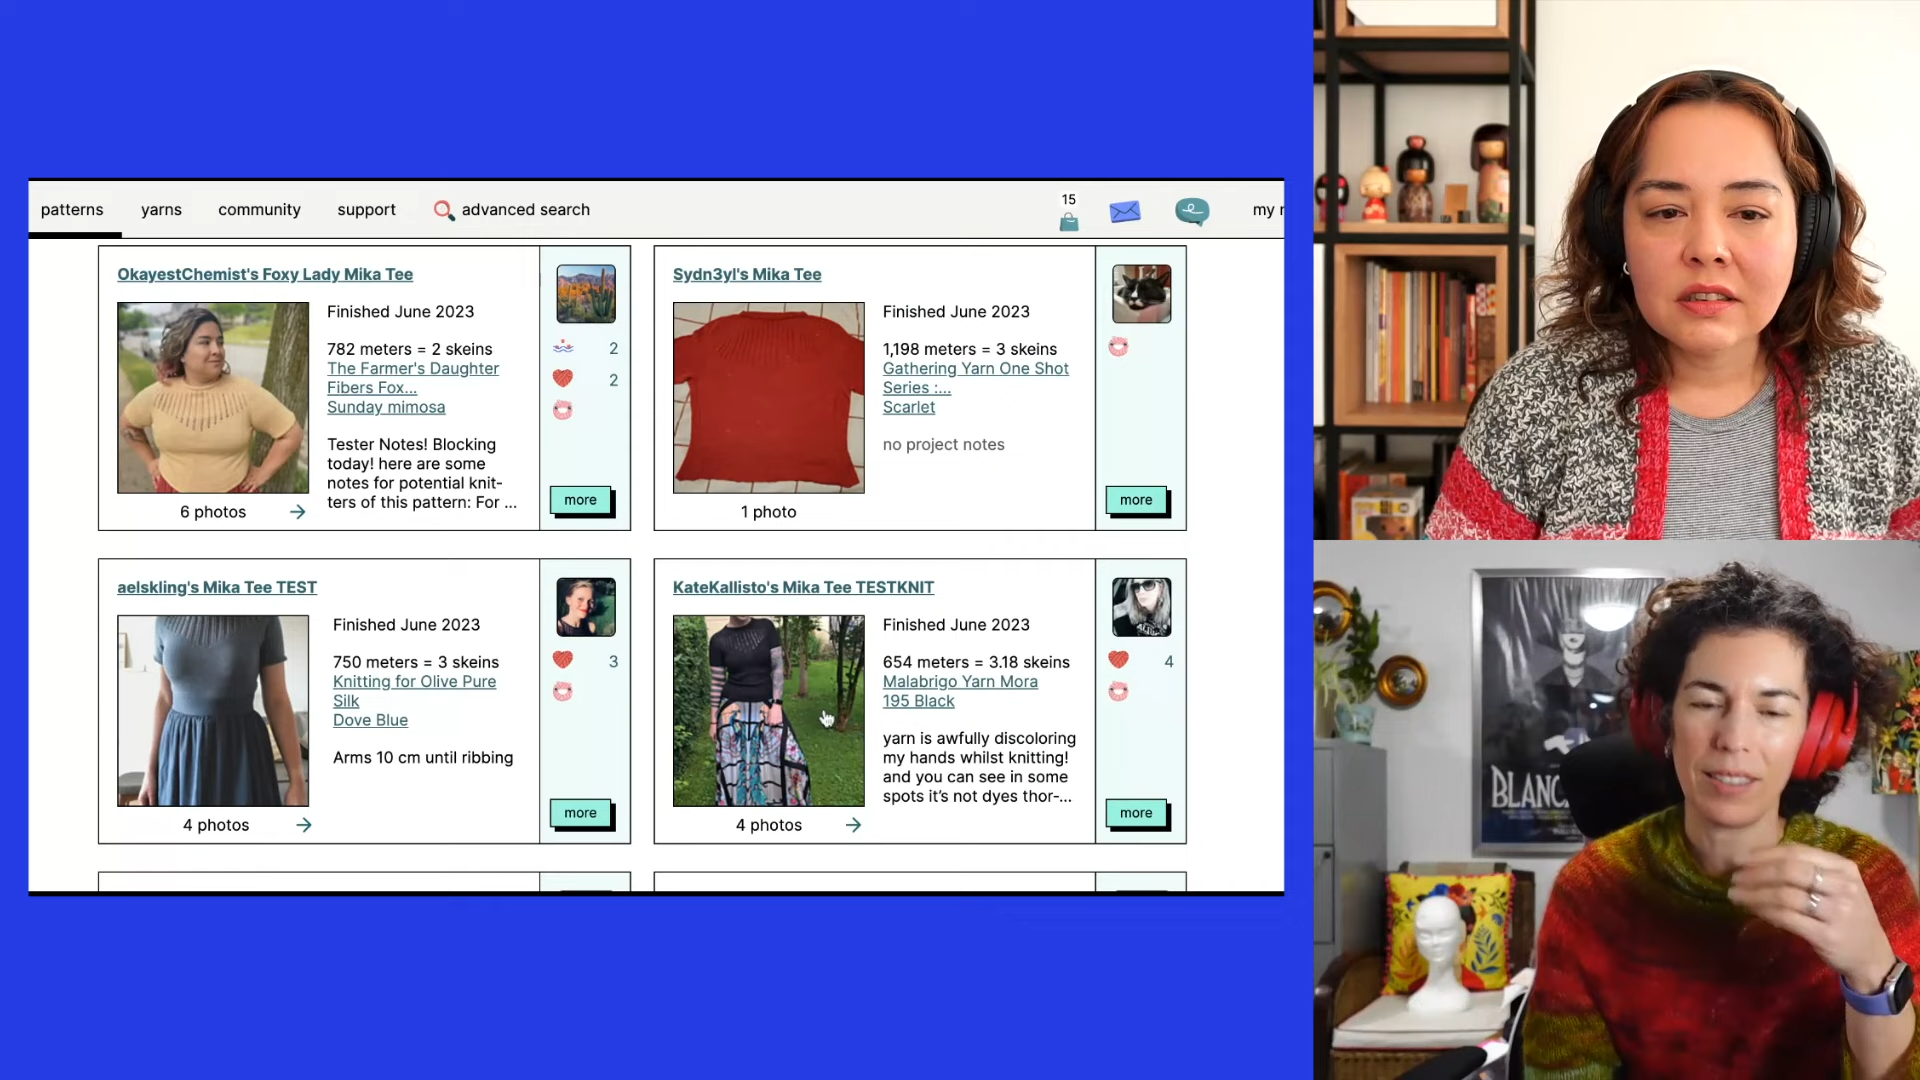 patterns yarns community support advanced search 15 my
OkayestChemist's Foxy Lady Mika Tee
Finished June 2023
782 meters = 2 skeins
The Farmer's Daughter
Fibers Fox...
Sunday mimosa
Tester Notes! Blocking
today! here are some
notes for potential knit-
ters of this pattern: For ...
6 photos
2
2
more
Sydn3yl's Mika Tee
Finished June 2023
1,198 meters = 3 skeins
Gathering Yarn One Shot
Series :...
Scarlet
no project notes
1 photo
more
aelskling's Mika Tee TEST
Finished June 2023
750 meters = 3 skeins
Knitting for Olive Pure
Silk
Dove Blue
Arms 10 cm until ribbing
4 photos
3
more
KateKallisto's Mika Tee TESTKNIT
Finished June 2023
654 meters = 3.18 skeins
Malabrigo Yarn Mora
195 Black
yarn is awfully discoloring
my hands whilst knitting!
and you can see in some
spots it's not dyes thor-...
4 photos
4
more
BLANC